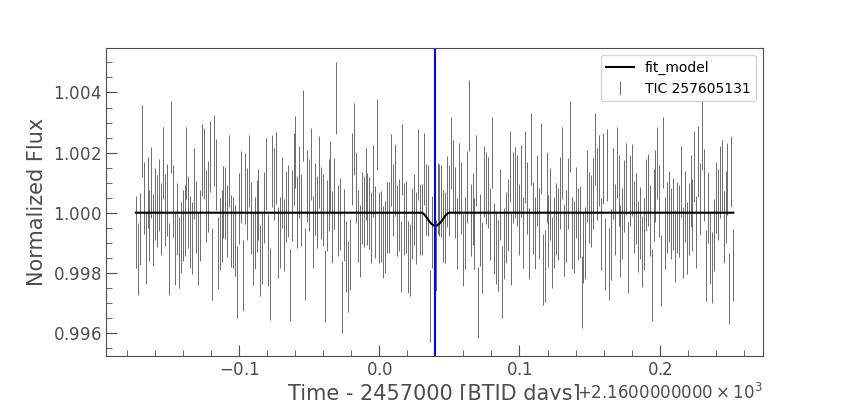 fit_model
TIC 257605131
Normalized Flux
1.004
1.002
1.000
0.998
0.996
−0.1
0.0
0.1
0.2
Time - 2457000 [BTJD days]
+2.1600000000 × 10³